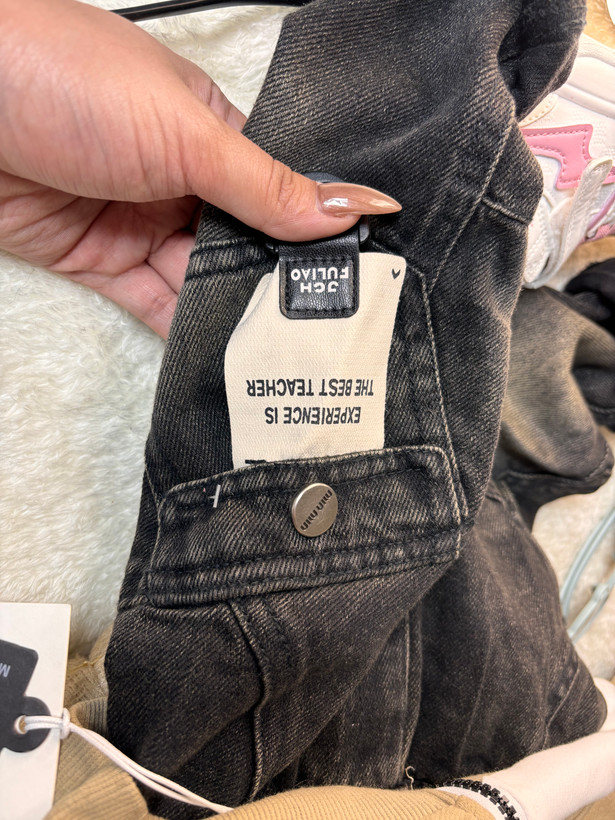 EXPERIENCE IS
THE BEST TEACHER
JCH
FULIAO